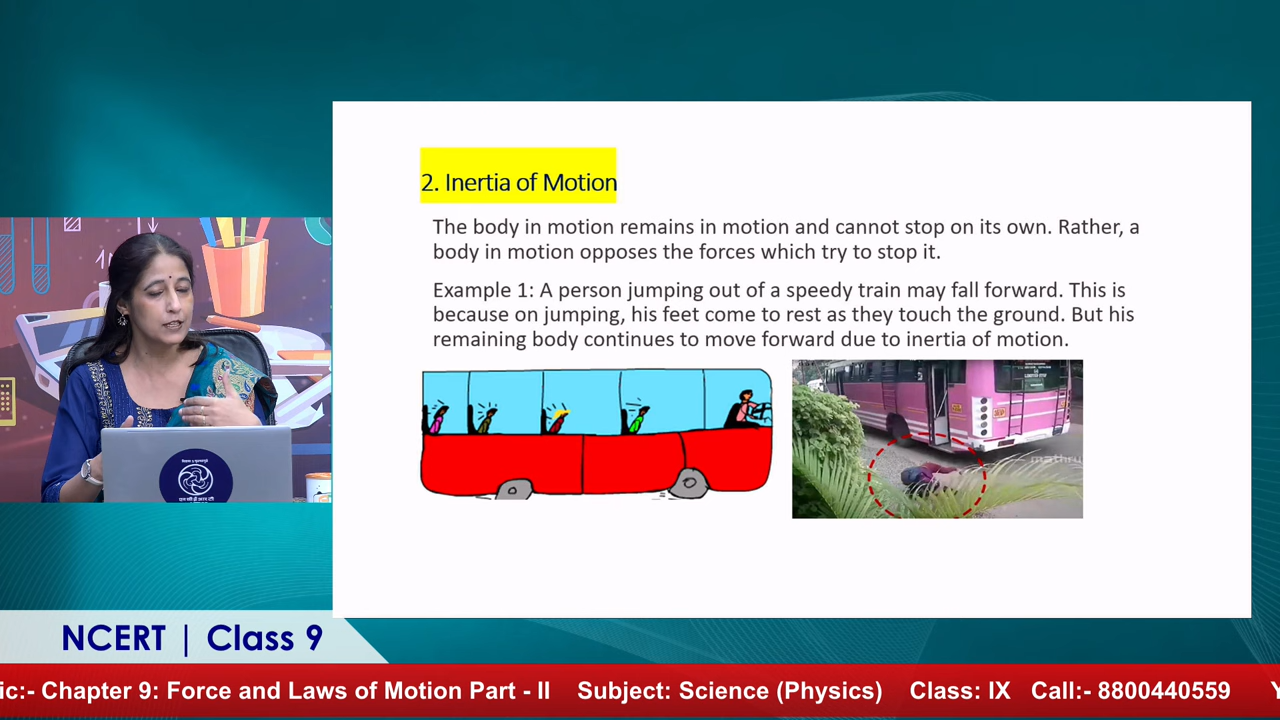 2. Inertia of Motion
The body in motion remains in motion and cannot stop on its own. Rather, a
body in motion opposes the forces which try to stop it.
Example 1: A person jumping out of a speedy train may fall forward. This is
because on jumping, his feet come to rest as they touch the ground. But his
remaining body continues to move forward due to inertia of motion.
mathru
NCERT | Class 9
ic:- Chapter 9: Force and Laws of Motion Part - II Subject: Science (Physics) Class: IX Call:- 8800440559 Y